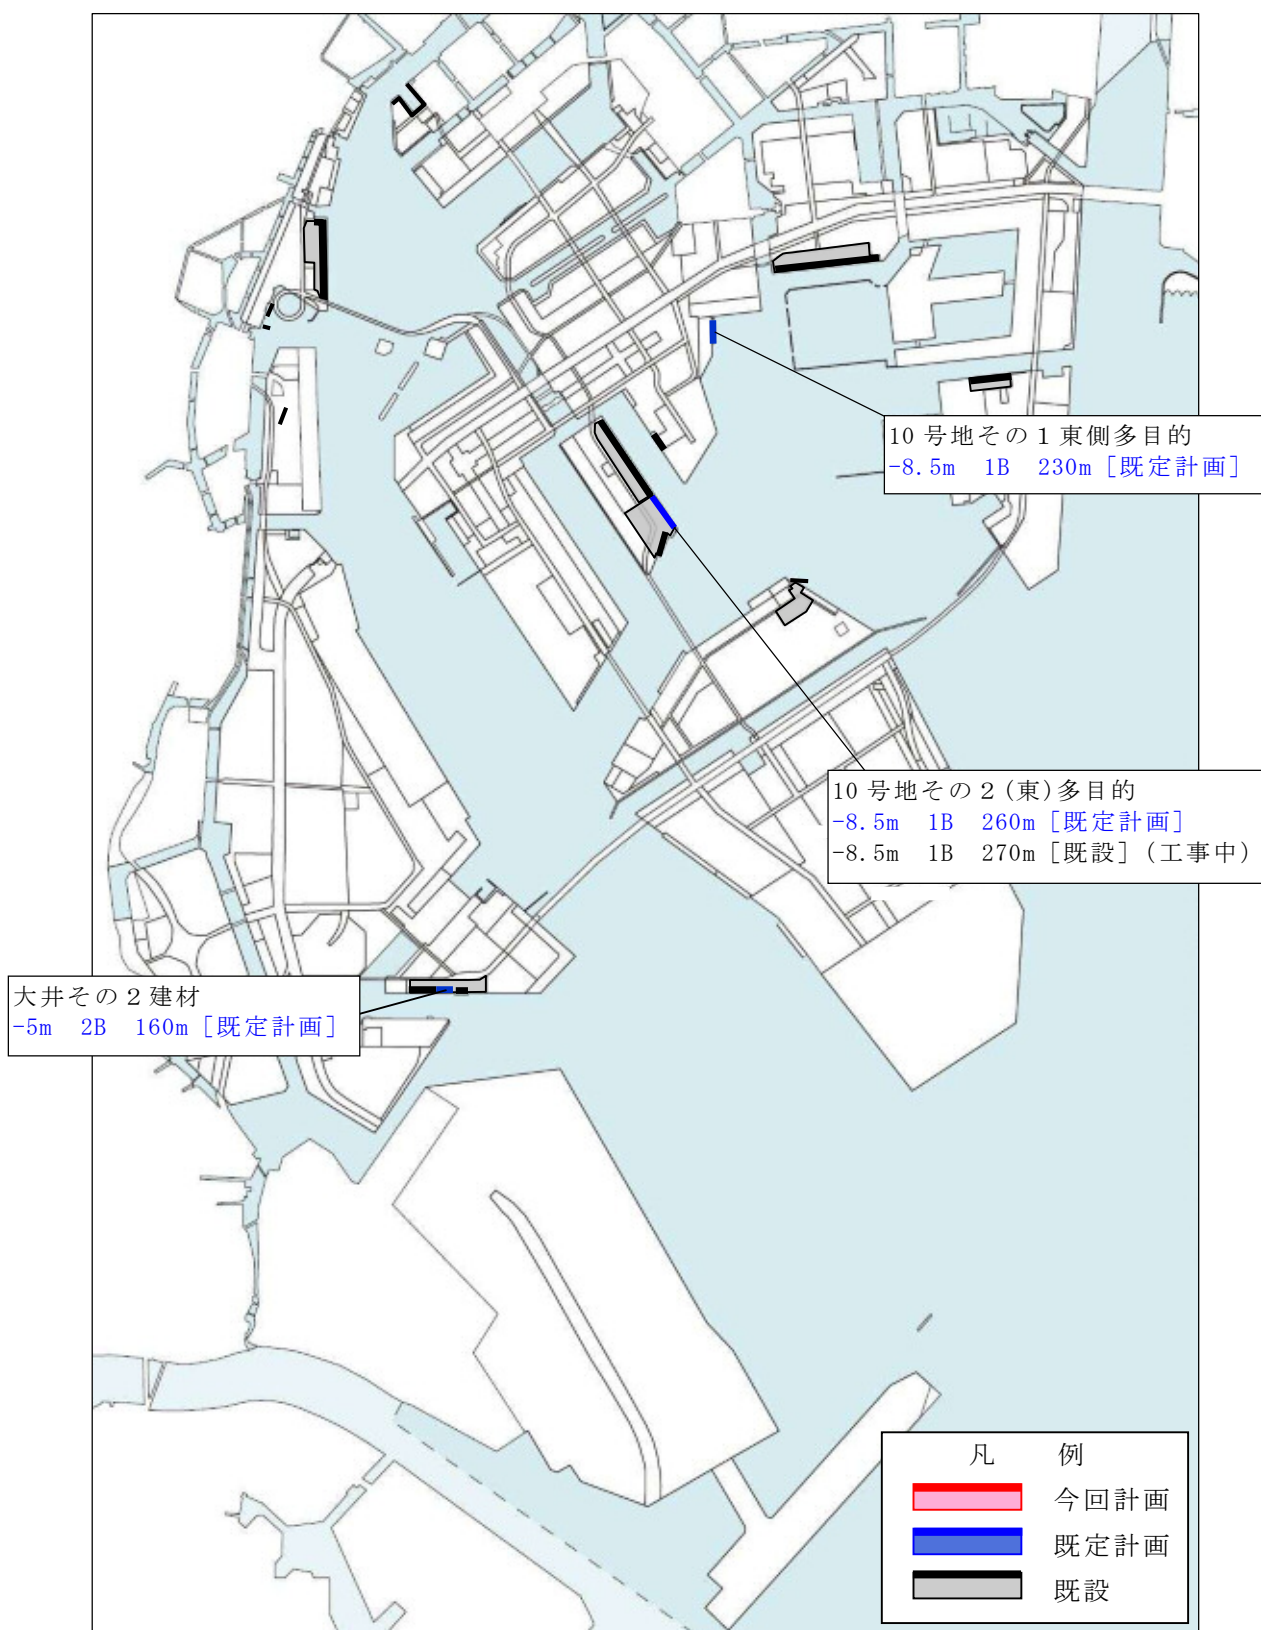 10 号地その 1 東側多目的
-8.5m 1B 230m [既定計画]
10 号地その 2 (東)多目的
-8.5m 1B 260m [既定計画]
-8.5m 1B 270m [既設] (工事中)
大井その 2 建材
-5m 2B 160m [既定計画]
凡 例
今回計画
既定計画
既設